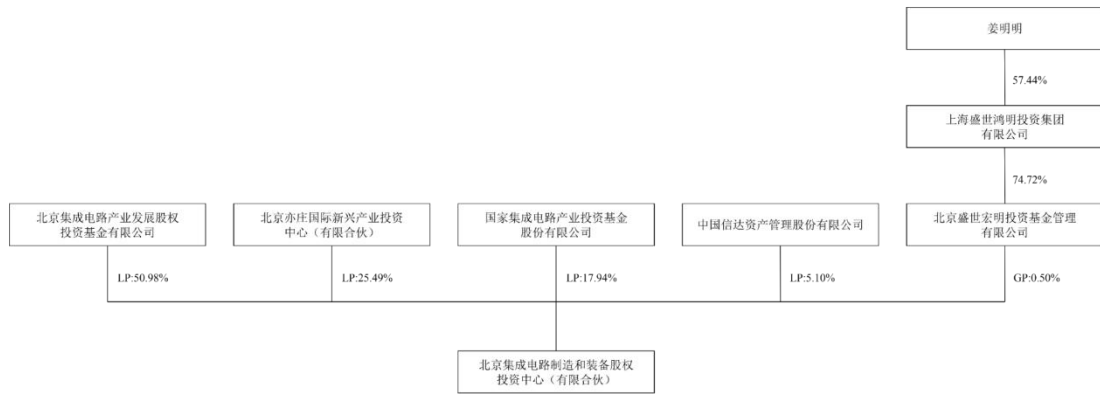 姜明明
57.44%
上海盛世鸿明投资集团
有限公司
74.72%
北京集成电路产业发展股权
投资基金有限公司
北京亦庄国际新兴产业投资
中心（有限合伙）
国家集成电路产业投资基金
股份有限公司
中国信达资产管理股份有限公司
北京盛世宏明投资基金管理
有限公司
LP:50.98%
LP:25.49%
LP:17.94%
LP:5.10%
GP:0.50%
北京集成电路制造和装备股权
投资中心（有限合伙）